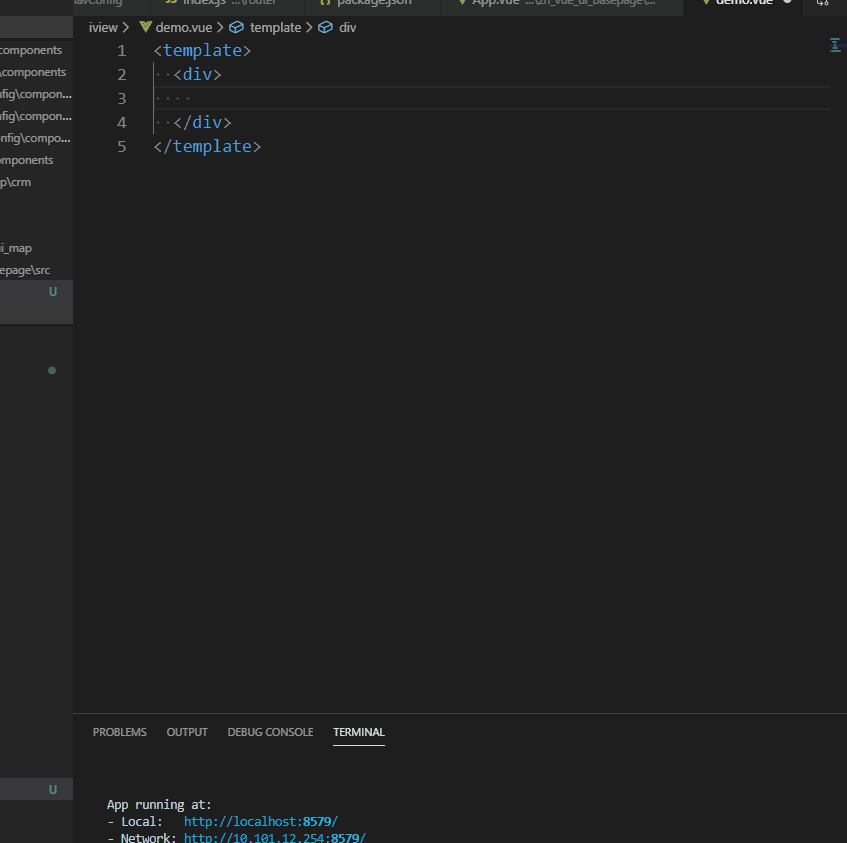 index.js ...\router package.json App.vue ...\zh_vue_ui_basepage\... demo.vue
iview > demo.vue > template > div
components
\components
nfig\compon...
nfig\compon...
nfig\compo...
omponents
p\crm
ui_map
epage\src
U
U
1 <template>
2 <div>
3
4 </div>
5 </template>
PROBLEMS OUTPUT DEBUG CONSOLE TERMINAL
App running at:
- Local: http://localhost:8579/
- Network: http://10.101.12.254:8579/